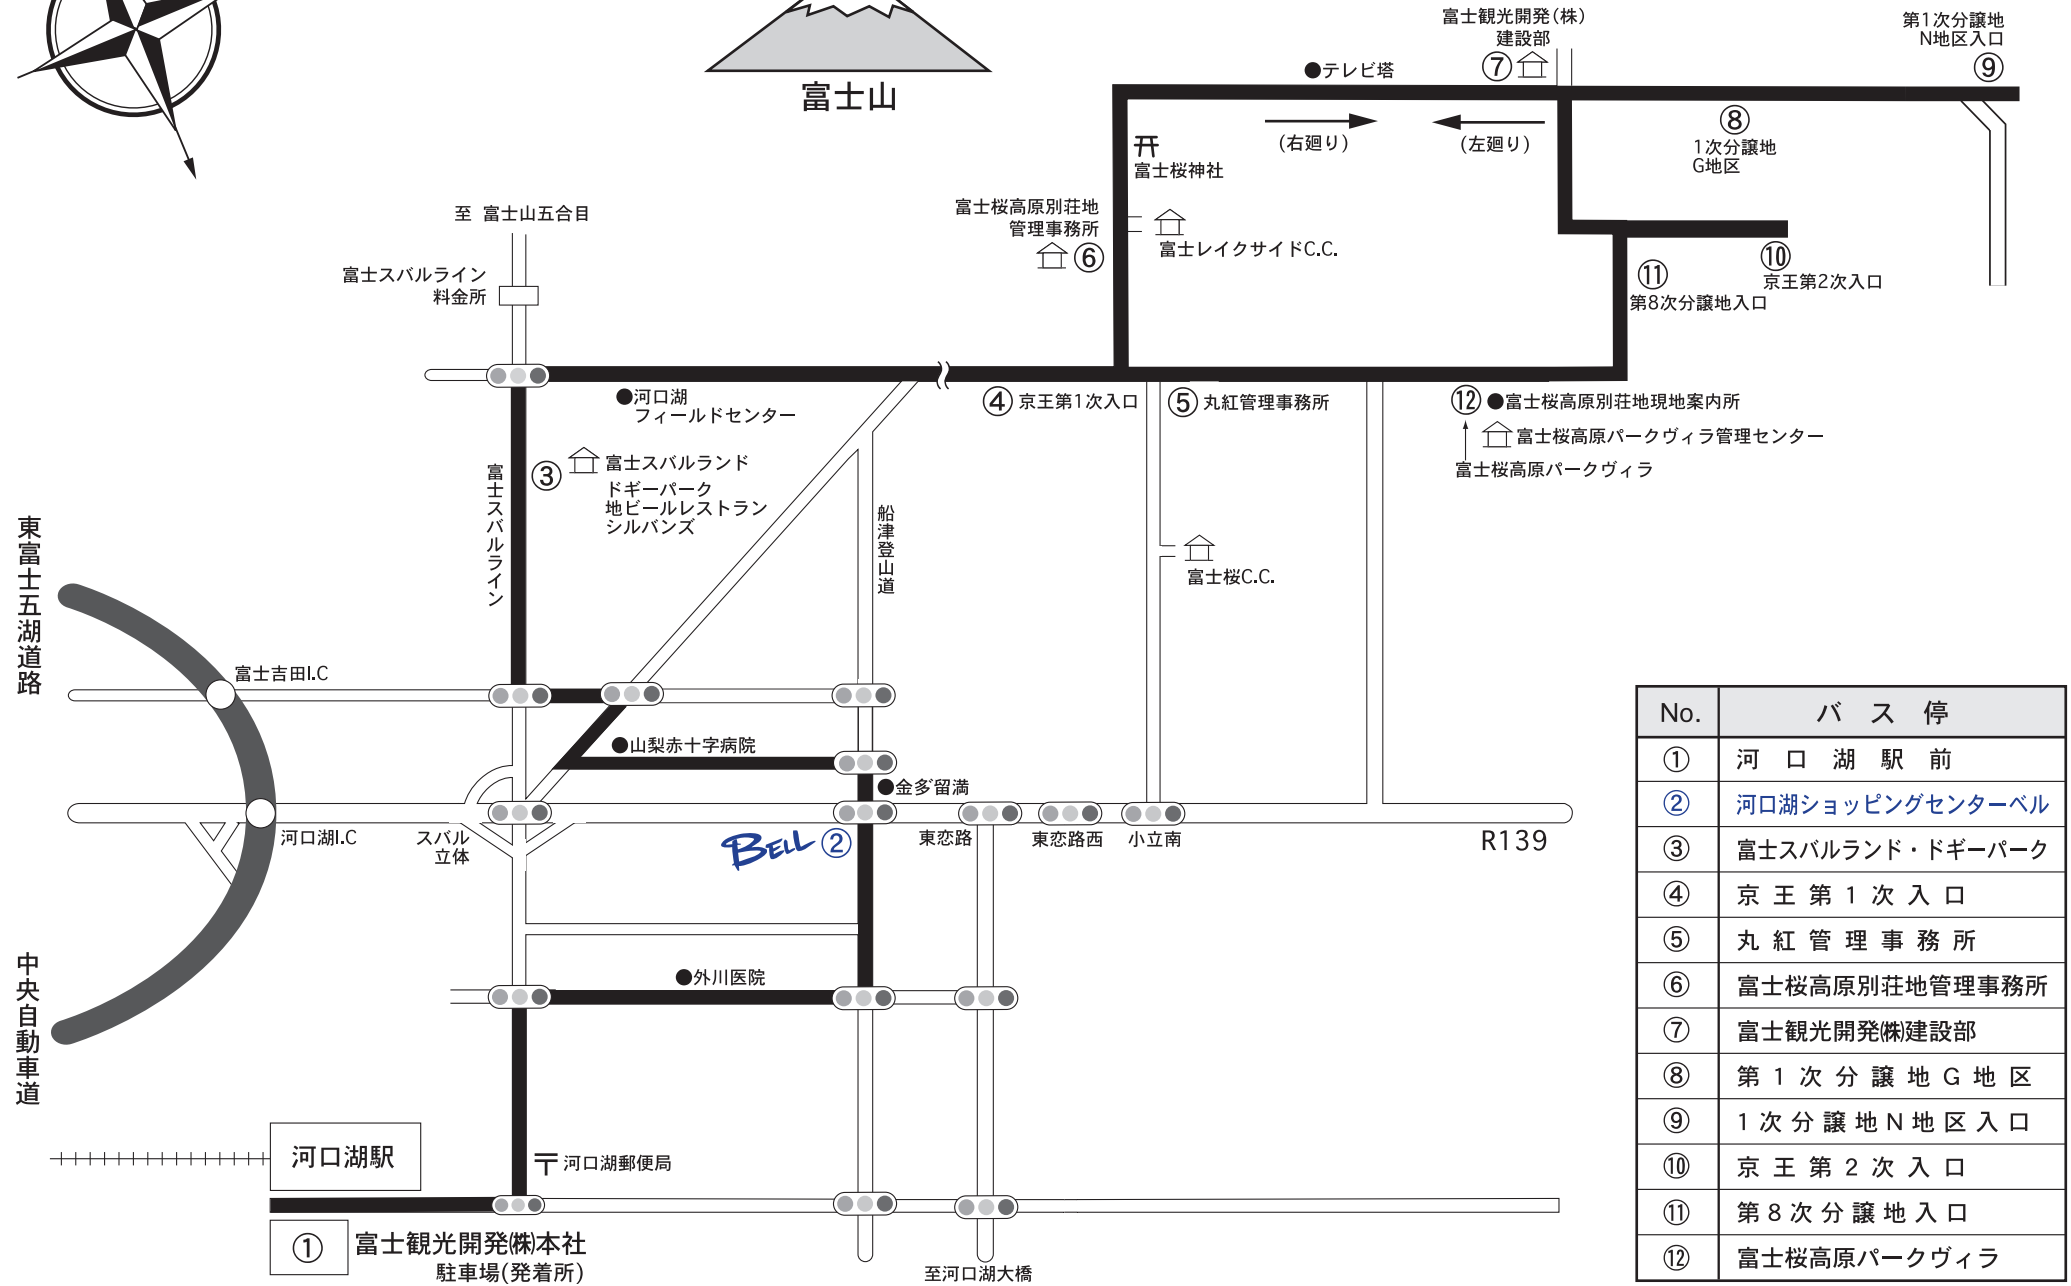 富士山
富士観光開発(株)
建設部
⑦
第1次分譲地
N地区入口
⑨
●テレビ塔
(右廻り)
(左廻り)
⑧
1次分譲地
G地区
富士桜神社
至 富士山五合目
富士桜高原別荘地
管理事務所
⑥
富士レイクサイドC.C.
富士スバルライン
料金所
⑩
京王第2次入口
⑪
第8次分譲地入口
●河口湖
フィールドセンター
④ 京王第1次入口
⑤ 丸紅管理事務所
⑫ ●富士桜高原別荘地現地案内所
富士桜高原パークヴィラ管理センター
富士桜高原パークヴィラ
富士スバルライン
③ 富士スバルランド
ドギーパーク
地ビールレストラン
シルバンズ
船津登山道
富士桜C.C.
東富士五湖道路
富士吉田I.C
●山梨赤十字病院
●金多留満
河口湖I.C
スバル
立体
BELL ②
東恋路
東恋路西
小立南
R139
●外川医院
中央自動車道
河口湖駅
〒河口湖郵便局
① 富士観光開発㈱本社
駐車場(発着所)
至河口湖大橋
No. バス停
① 河口湖駅前
② 河口湖ショッピングセンターベル
③ 富士スバルランド・ドギーパーク
④ 京王第1次入口
⑤ 丸紅管理事務所
⑥ 富士桜高原別荘地管理事務所
⑦ 富士観光開発㈱建設部
⑧ 第1次分譲地G地区
⑨ 1次分譲地N地区入口
⑩ 京王第2次入口
⑪ 第8次分譲地入口
⑫ 富士桜高原パークヴィラ